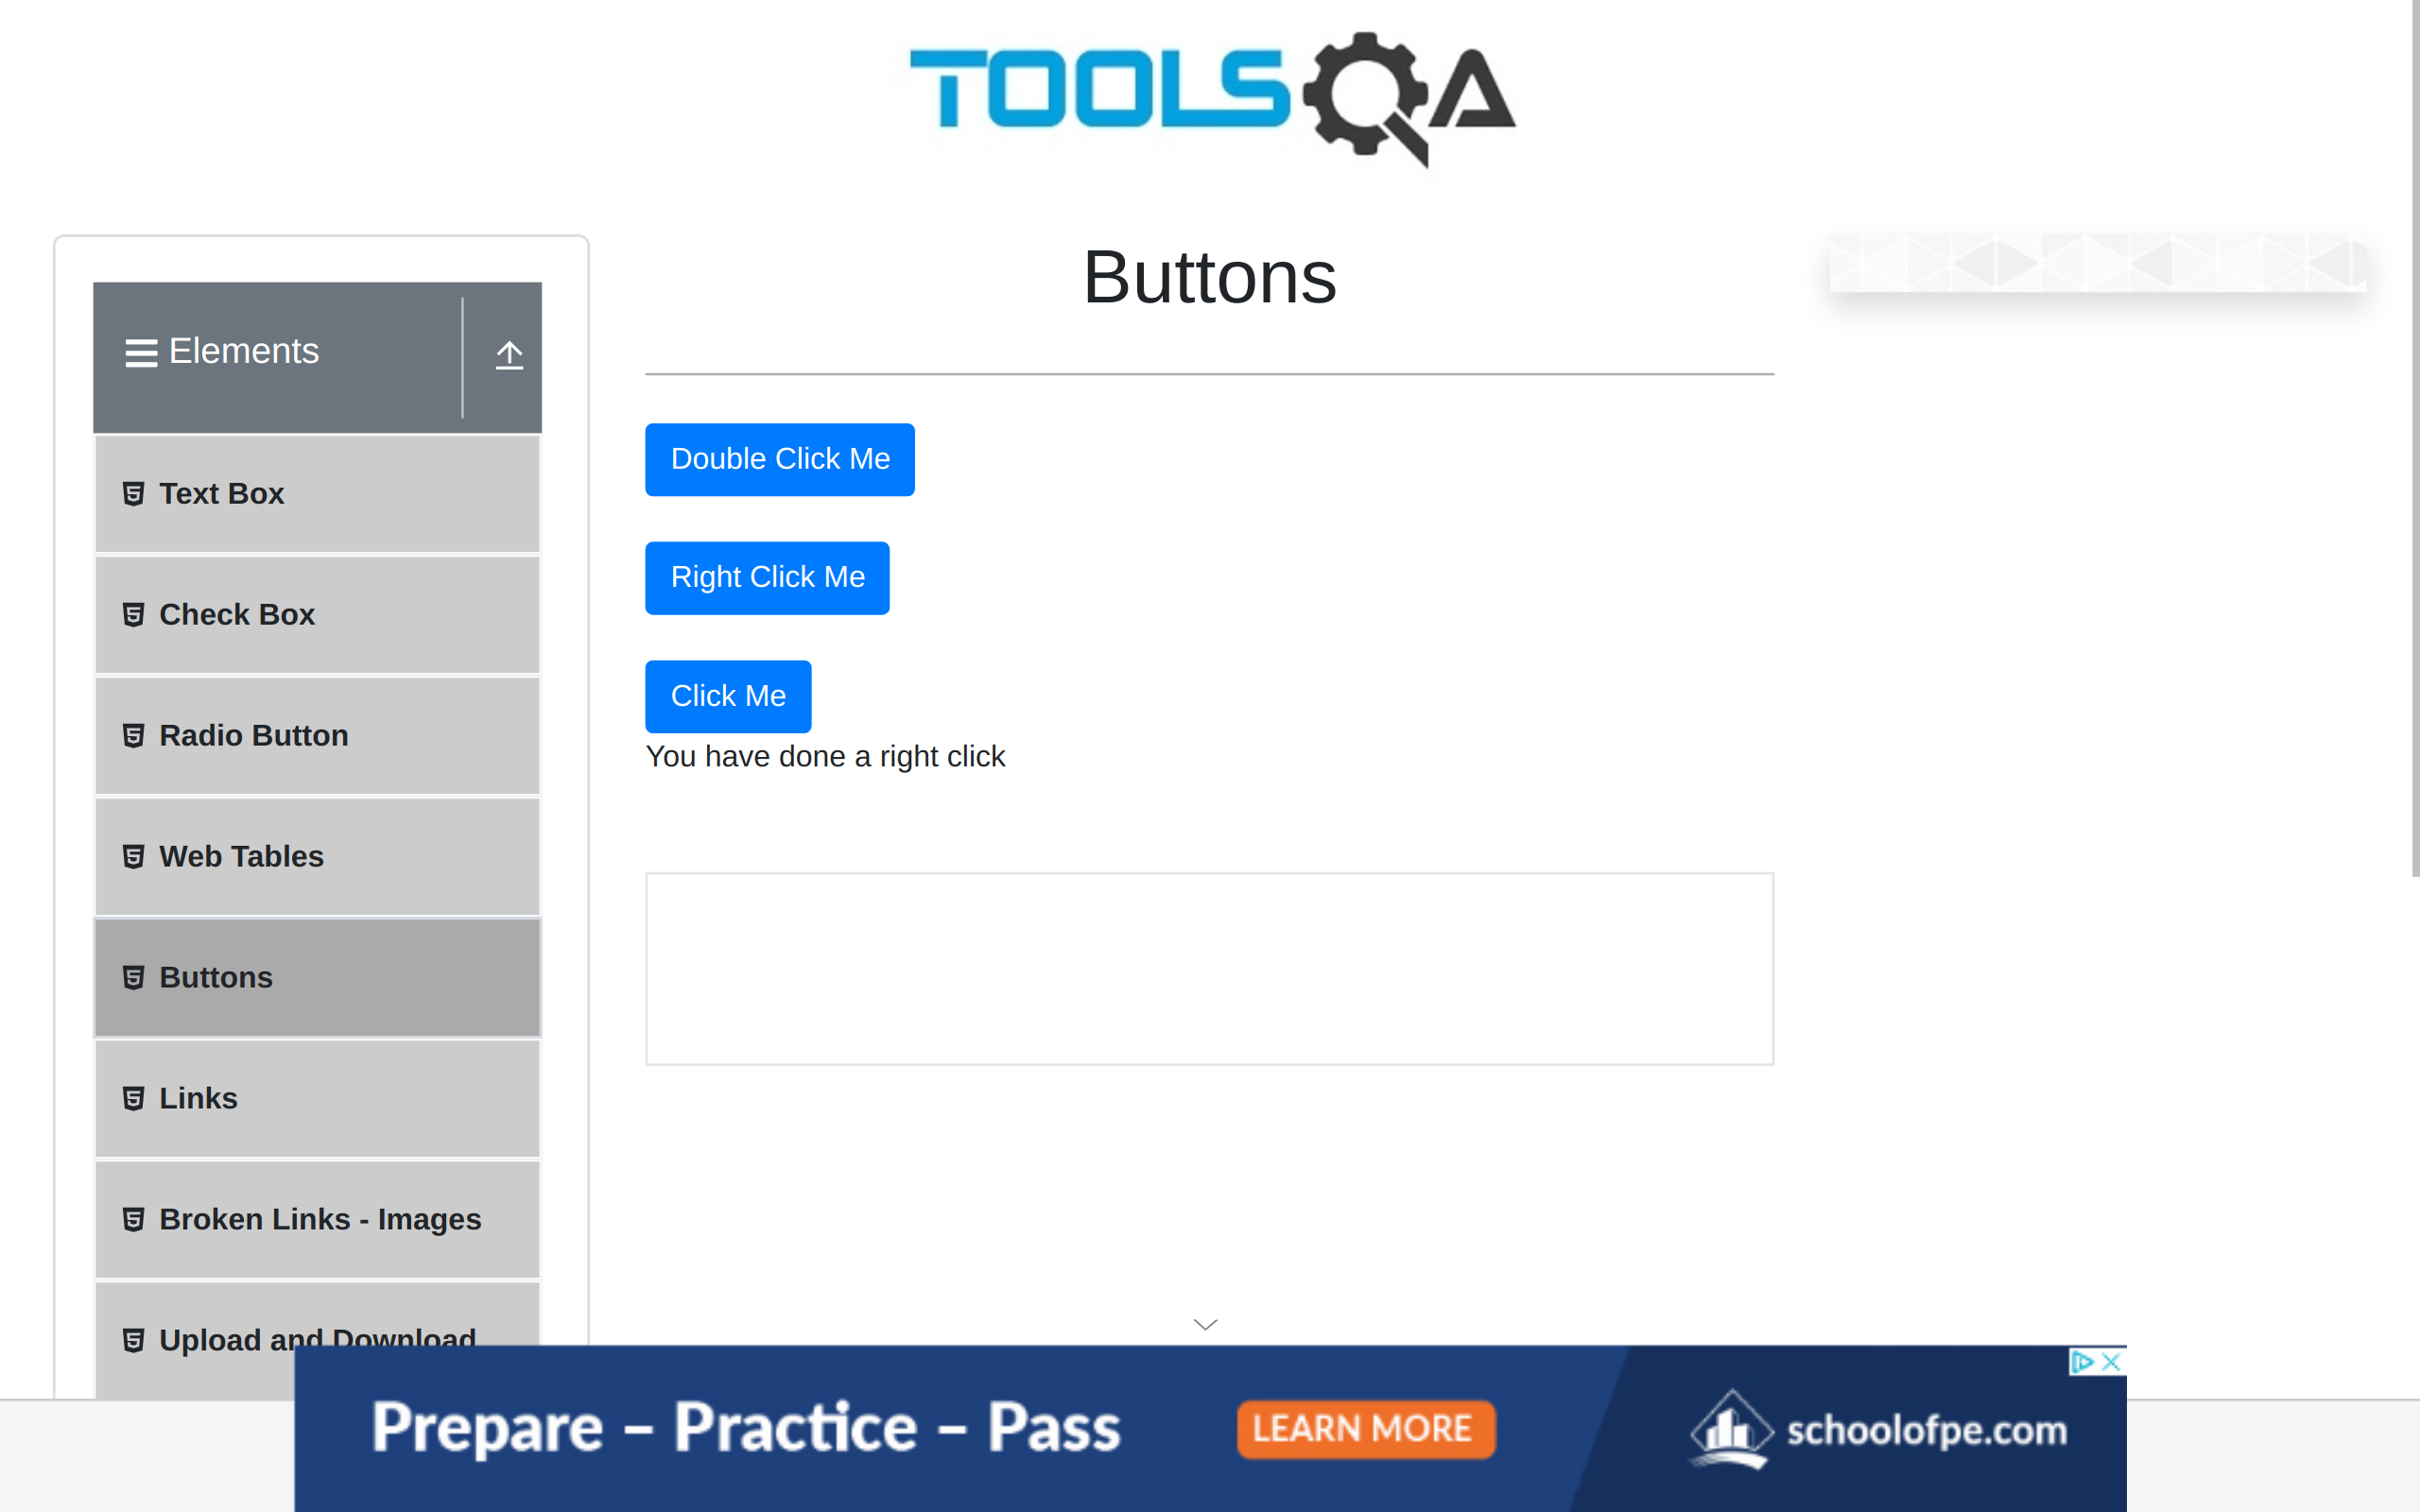 TOOLSQA
Elements
Text Box
Check Box
Radio Button
Web Tables
Buttons
Links
Broken Links - Images
Upload and Download
Buttons
Double Click Me
Right Click Me
Click Me
You have done a right click
Prepare – Practice – Pass
LEARN MORE
schoolofpe.com